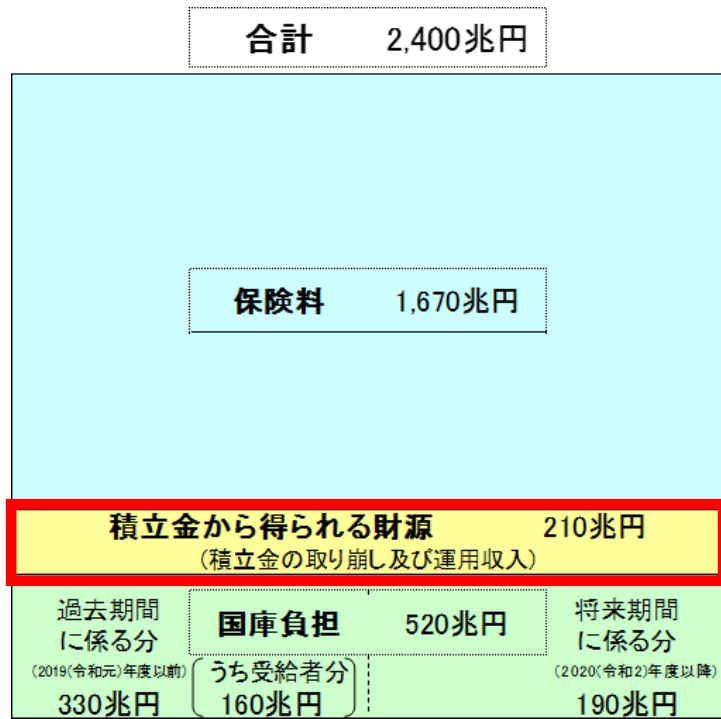 合計 2,400兆円
保険料 1,670兆円
積立金から得られる財源 210兆円
(積立金の取り崩し及び運用収入)
過去期間
に係る分
(2019(令和元)年度以前)
330兆円
国庫負担 520兆円
うち受給者分
160兆円
将来期間
に係る分
(2020(令和2)年度以降)
190兆円